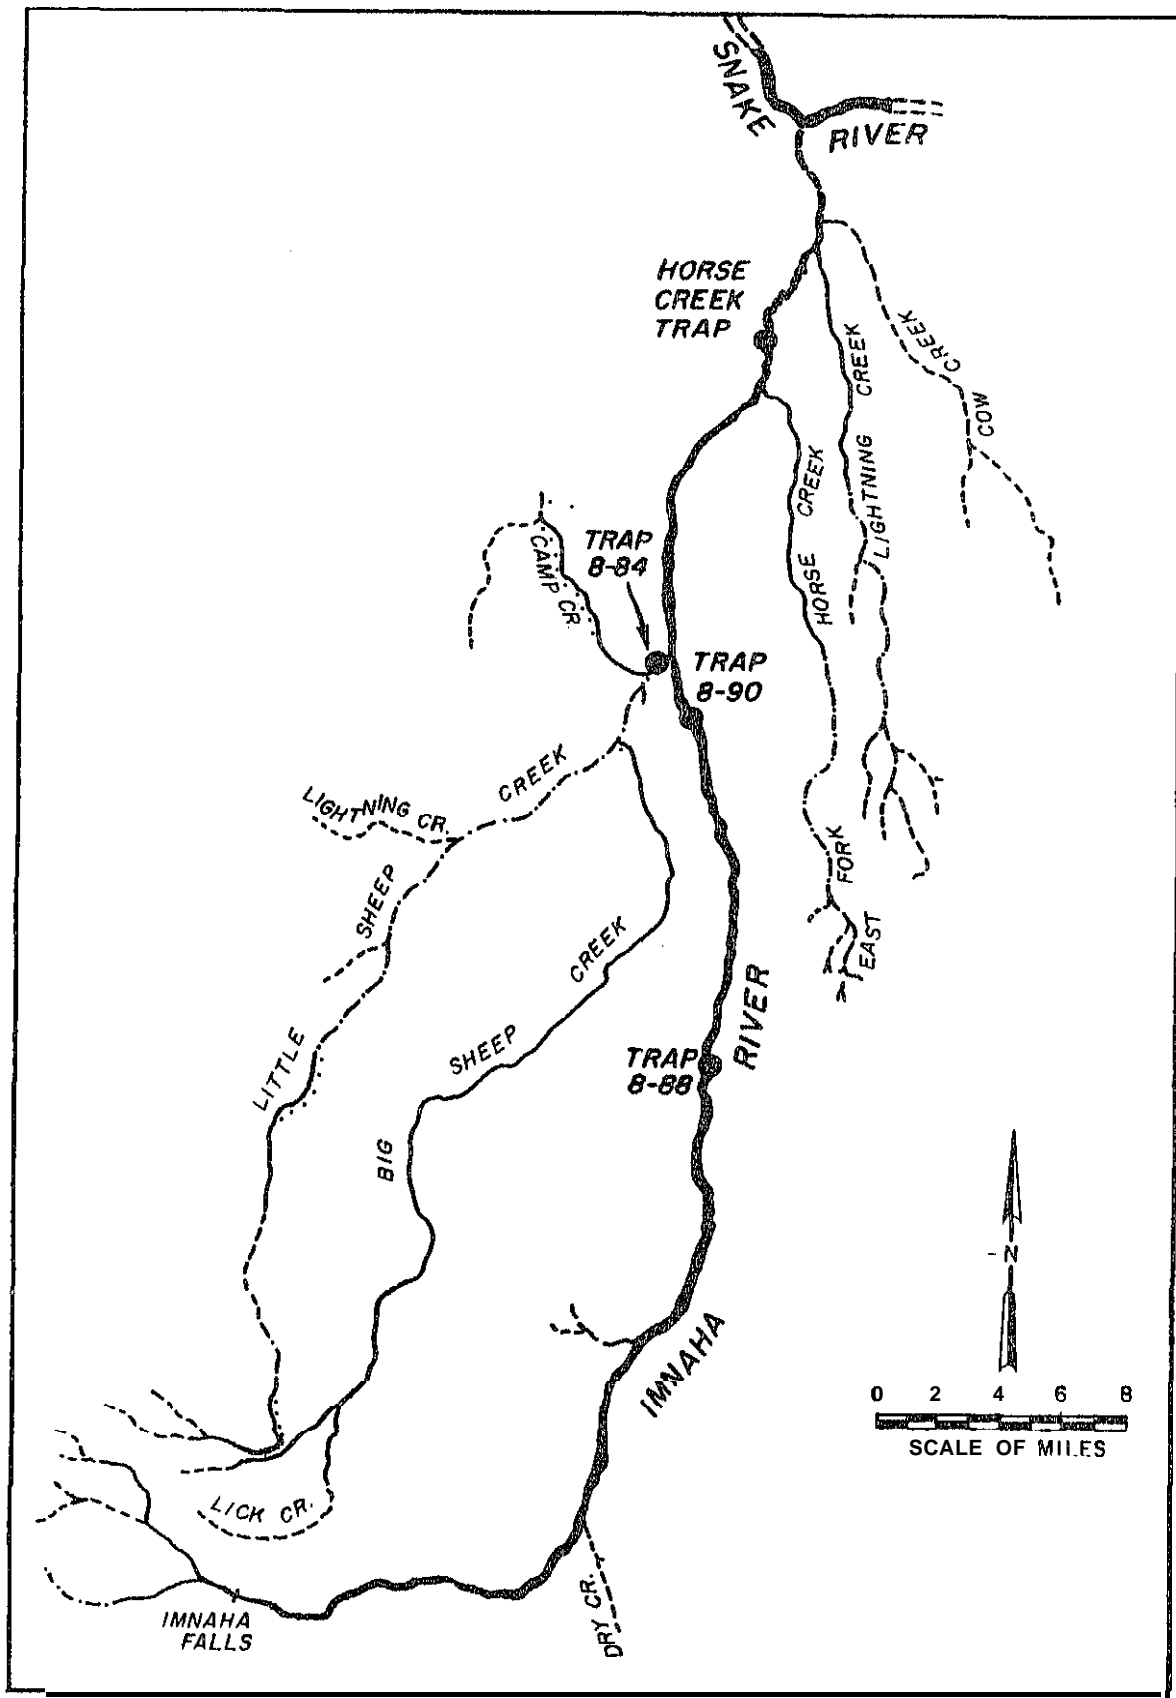 SNAKE
RIVER
HORSE
CREEK
TRAP
COW CREEK
LIGHTNING CREEK
HORSE CREEK
TRAP
8-84
CAMP CR.
TRAP
8-90
LIGHTNING CR.
LITTLE SHEEP CREEK
EAST FORK
BIG SHEEP CREEK
TRAP
8-88
IMNAHA RIVER
-N
0 2 4 6 8
SCALE OF MILES
LICK CR.
DRY CR.
IMNAHA
FALLS